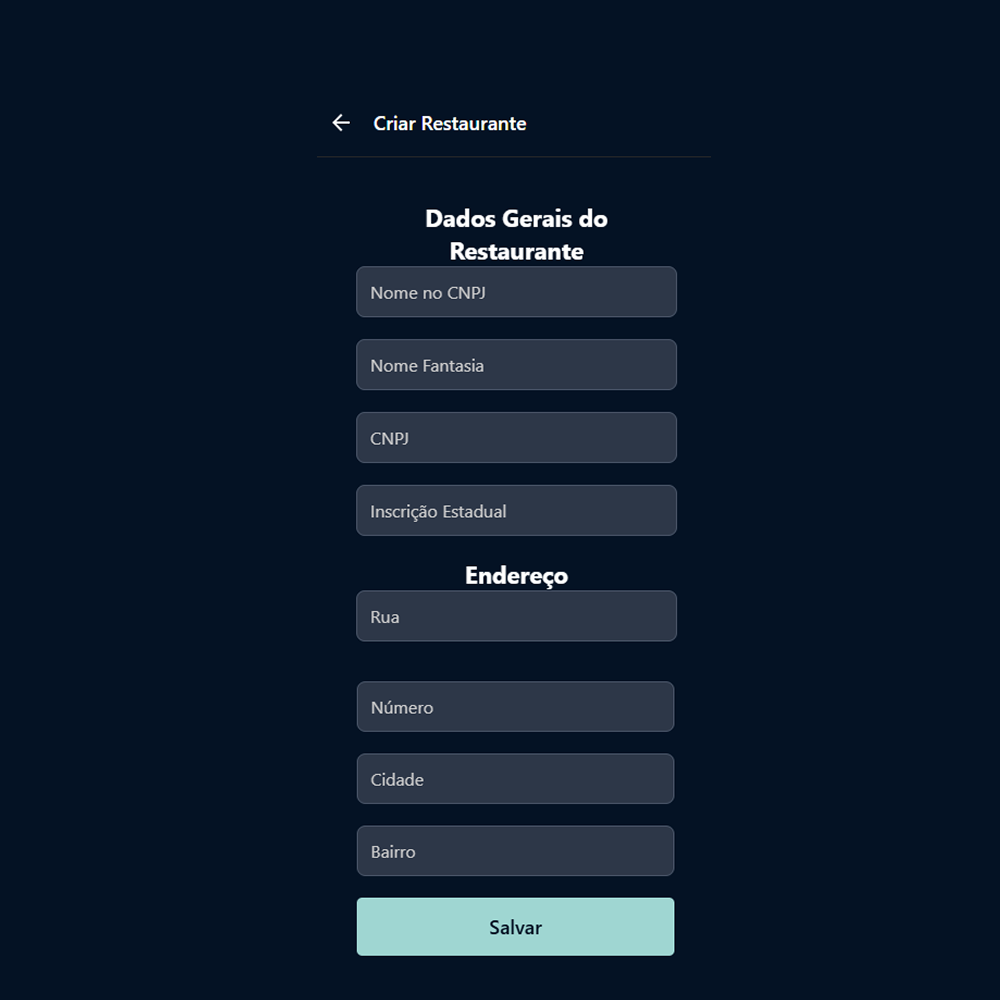 Criar Restaurante
Dados Gerais do
Restaurante
Nome no CNPJ
Nome Fantasia
CNPJ
Inscrição Estadual
Endereço
Rua
Número
Cidade
Bairro
Salvar